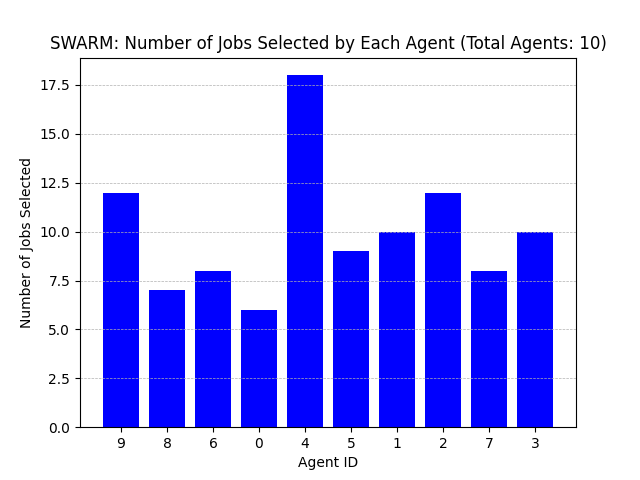 SWARM: Number of Jobs Selected by Each Agent (Total Agents: 10)
17.5
15.0
12.5
10.0
7.5
5.0
2.5
0.0
Number of Jobs Selected
9 8 6 0 4 5 1 2 7 3
Agent ID